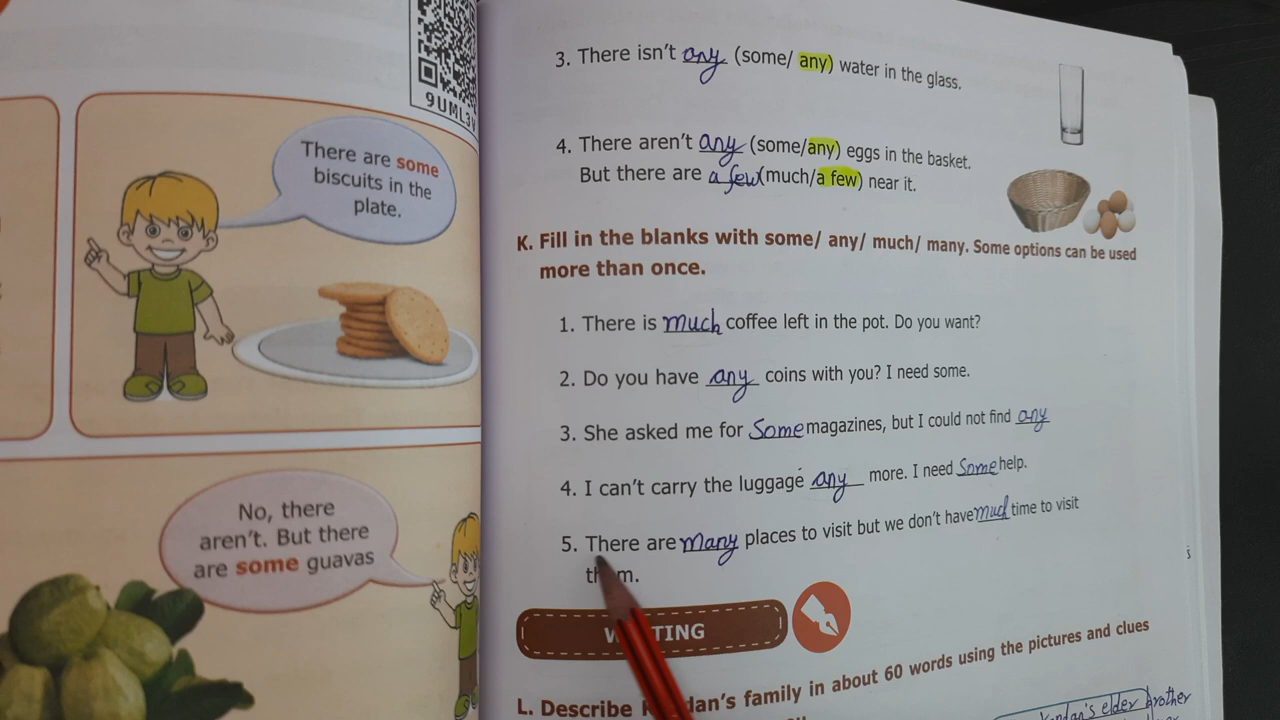 9UML3V
There are some
biscuits in the
plate.
No, there
aren't. But there
are some guavas
3. There isn't any (some/ any) water in the glass.
4. There aren't any (some/any) eggs in the basket.
But there are a few (much/a few) near it.
K. Fill in the blanks with some/ any/ much/ many. Some options can be used
more than once.
1. There is much coffee left in the pot. Do you want?
2. Do you have any coins with you? I need some.
3. She asked me for Some magazines, but I could not find any
4. I can't carry the luggage any more. I need Some help.
5. There are many places to visit but we don't have much time to visit
them.
L. Describe family in about 60 words using the pictures and clues
elder brother